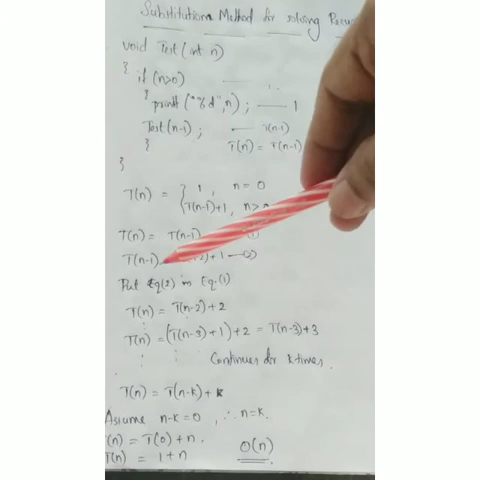 Substitution Method for solving
void Test(int n)
{
if(n>0)
{ printf("%d",n); —— 1
Test(n-1); —— T(n-1)
} T(n) = T(n-1)
}
T(n) = { 1, n = 0
T(n-1)+1, n>
T(n) = T(n-1)
T(n-1) +1 —②
Put Eq(2) in Eq(1)
T(n) = T(n-2)+2
T(n) = (T(n-3)+1)+2 = T(n-3)+3
Continues for k times.
T(n) = T(n-k)+k
Assume n-k=0, ∴ n=k.
T(n) = T(0)+n.
T(n) = 1+n O(n)